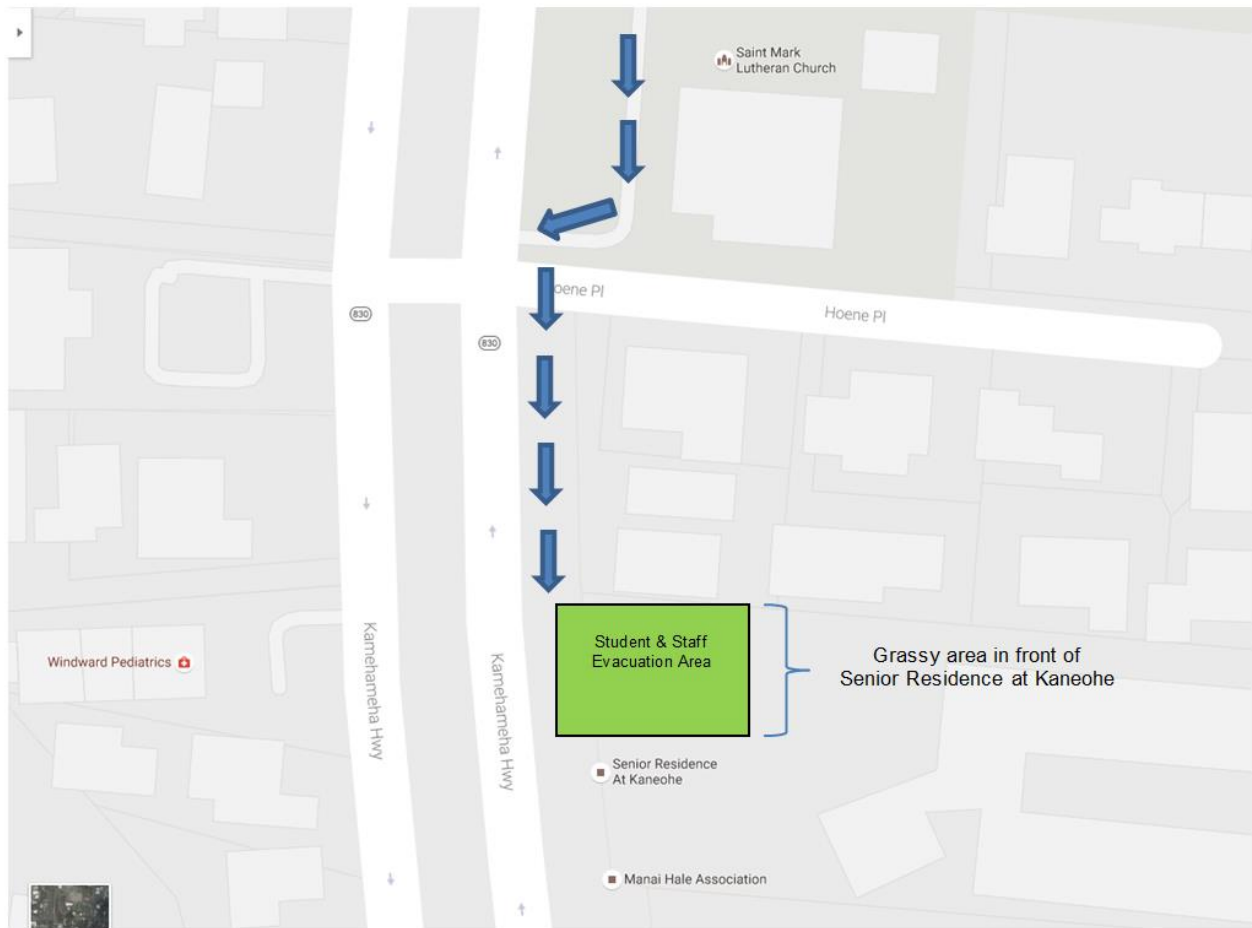 Saint Mark
Lutheran Church
oene Pl
Hoene Pl
830
830
Student & Staff
Evacuation Area
Grassy area in front of
Senior Residence at Kaneohe
Windward Pediatrics
Kamehameha Hwy
Kamehameha Hwy
Senior Residence
At Kaneohe
Manai Hale Association